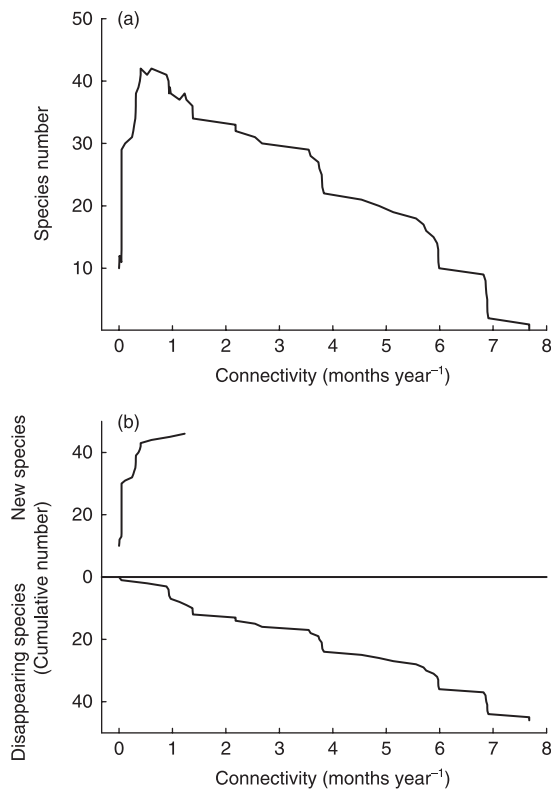 (a)
50
40
30
20
10
Species number
0 1 2 3 4 5 6 7 8
Connectivity (months year⁻¹)
(b)
40
20
0
20
40
New species
Disappearing species
(Cumulative number)
0 1 2 3 4 5 6 7 8
Connectivity (months year⁻¹)